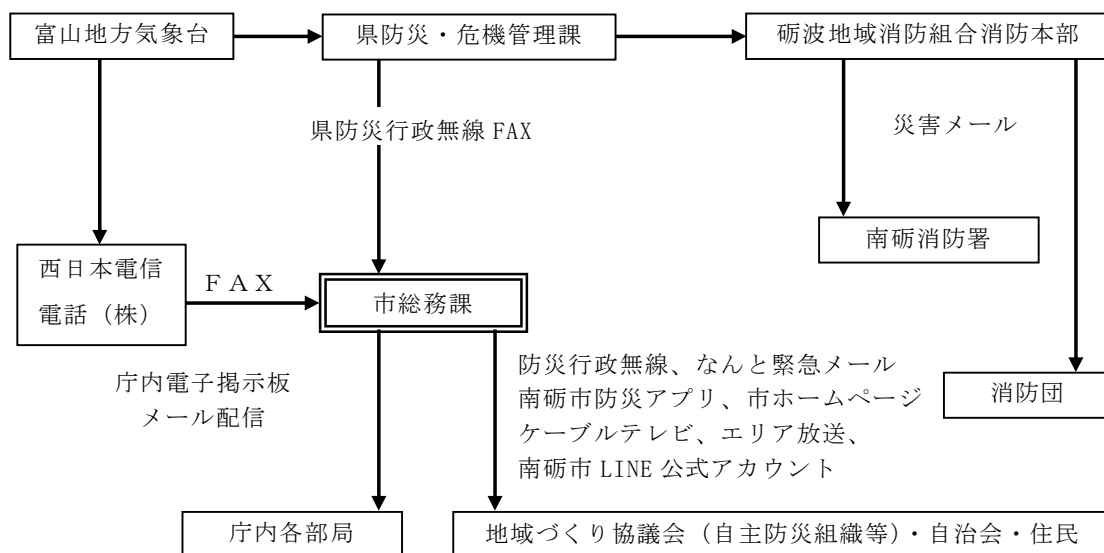 富山地方気象台
県防災・危機管理課
砺波地域消防組合消防本部
県防災行政無線 FAX
災害メール
南砺消防署
西日本電信
電話（株）
ＦＡＸ
市総務課
庁内電子掲示板
メール配信
防災行政無線、なんと緊急メール
南砺市防災アプリ、市ホームページ
ケーブルテレビ、エリア放送、
南砺市 LINE 公式アカウント
消防団
庁内各部局
地域づくり協議会（自主防災組織等）・自治会・住民